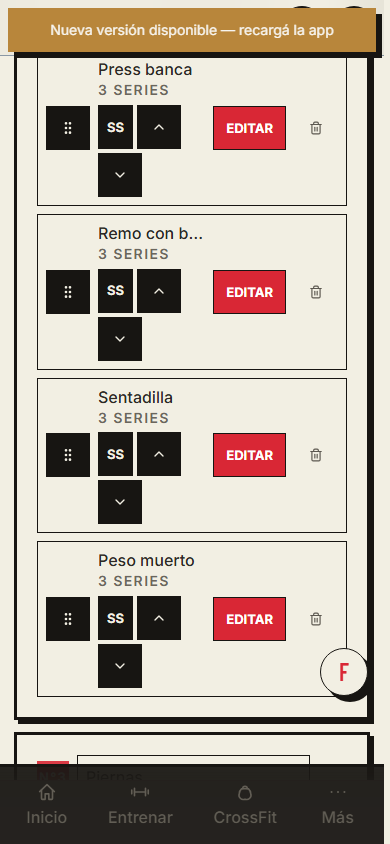 Nueva versión disponible — recargá la app
Press banca
3 SERIES
SS
EDITAR
Remo con b...
3 SERIES
SS
EDITAR
Sentadilla
3 SERIES
SS
EDITAR
Peso muerto
3 SERIES
SS
EDITAR
F
Piernas
Inicio
Entrenar
CrossFit
Más